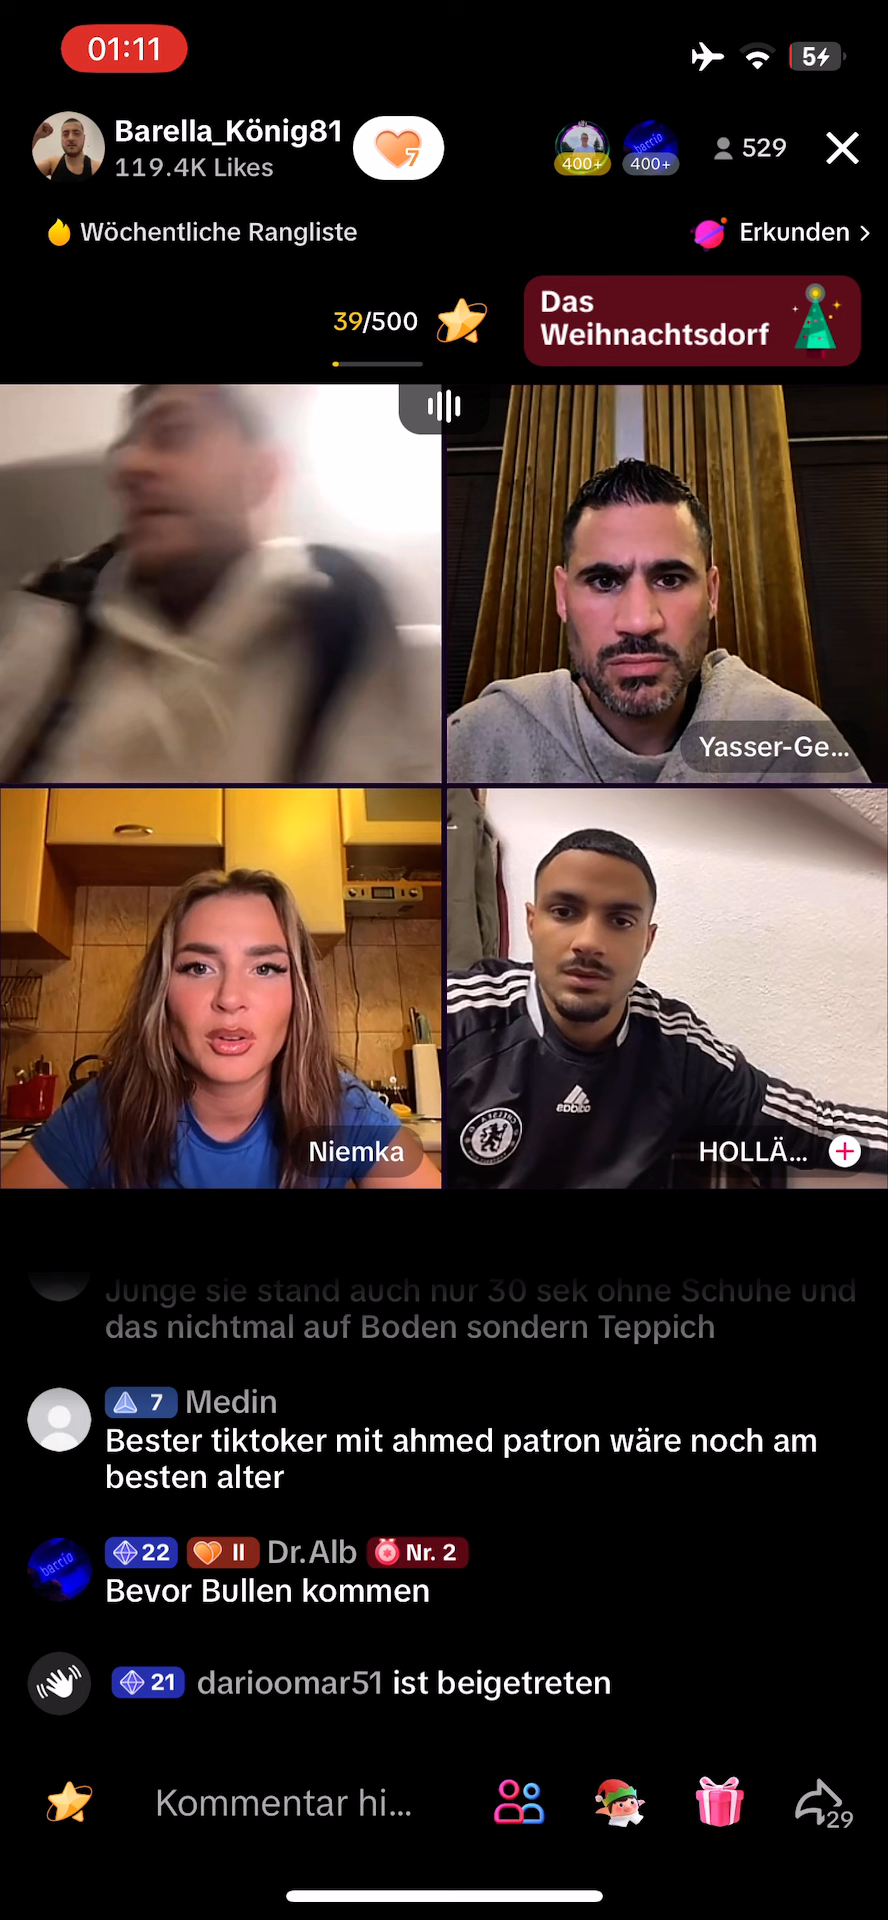 01:11
5
Barella_König81
119.4K Likes
7
400+
400+
529
Wöchentliche Rangliste
Erkunden >
39/500
Das
Weihnachtsdorf
Yasser-Ge...
adidas
Niemka
HOLLÄ...
Junge sie stand auch nur 30 sek ohne Schuhe und
das nichtmal auf Boden sondern Teppich
7 Medin
Bester tiktoker mit ahmed patron wäre noch am
besten alter
barrio
22 II Dr.Alb Nr. 2
Bevor Bullen kommen
21 darioomar51 ist beigetreten
Kommentar hi...
29